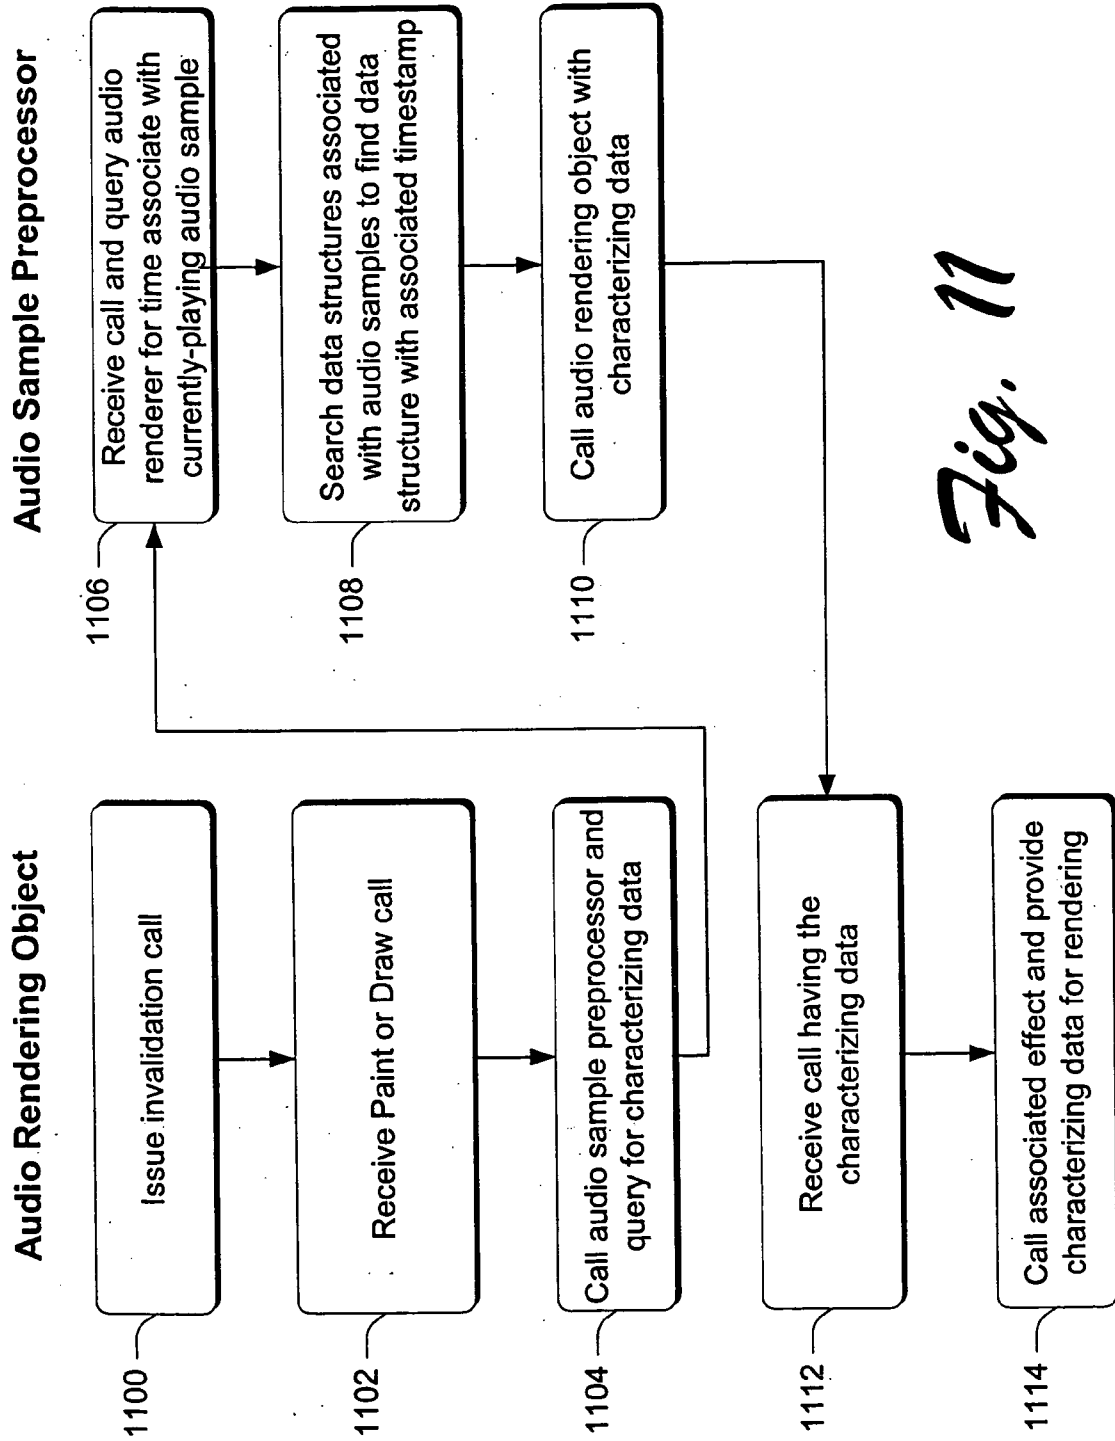 Audio Rendering Object
1100
Issue invalidation call
1102
Receive Paint or Draw call
1104
Call audio sample preprocessor and
query for characterizing data
1112
Receive call having the
characterizing data
1114
Call associated effect and provide
characterizing data for rendering
Audio Sample Preprocessor
1106
Receive call and query audio
renderer for time associate with
currently-playing audio sample
1108
Search data structures associated
with audio samples to find data
structure with associated timestamp
1110
Call audio rendering object with
characterizing data
Fig. 11